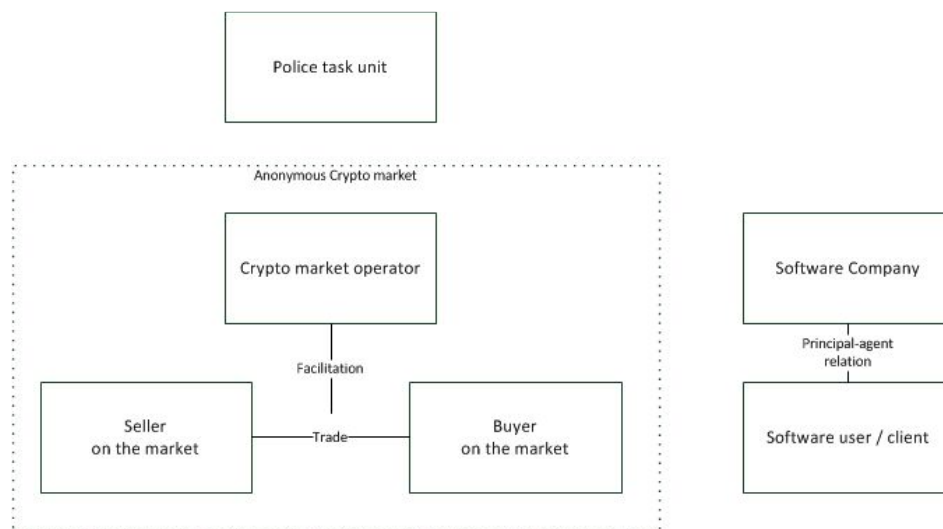 Police task unit
Anonymous Crypto market
Crypto market operator
Software Company
Facilitation
Principal-agent
relation
Seller
on the market
Trade
Buyer
on the market
Software user / client